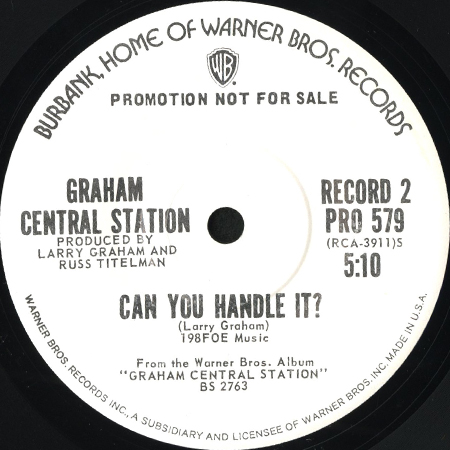 BURBANK, HOME OF WARNER BROS. RECORDS
WB
PROMOTION NOT FOR SALE
GRAHAM
CENTRAL STATION
PRODUCED BY
LARRY GRAHAM AND
RUSS TITELMAN
RECORD 2
PRO 579
(RCA-3911)S
5:10
CAN YOU HANDLE IT?
(Larry Graham)
198FOE Music
From the Warner Bros. Album
"GRAHAM CENTRAL STATION"
BS 2763
WARNER BROS. RECORDS INC., A SUBSIDIARY AND LICENSEE OF WARNER BROS. INC. MADE IN U.S.A.